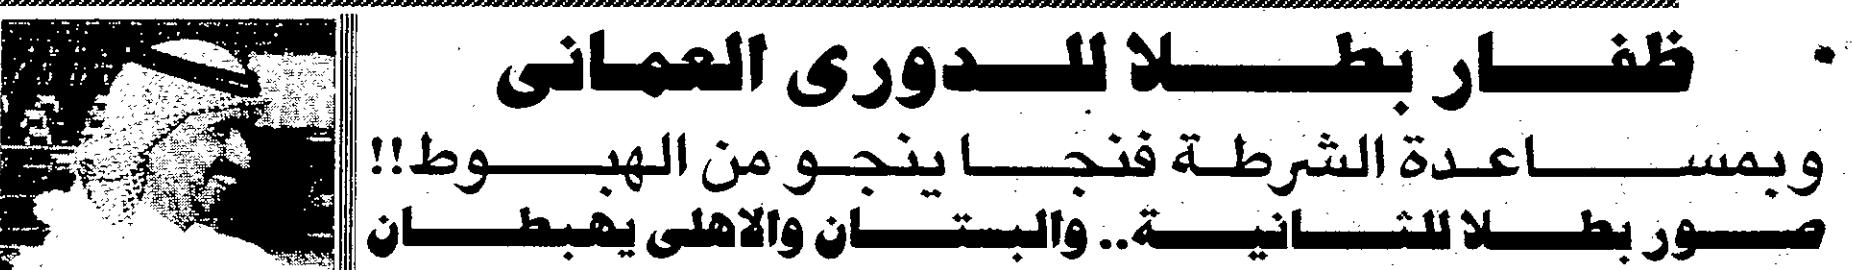 ظفار بطلا للدورى العمانى
وبمساعدة الشرطة فنجا ينجو من الهبوط!!
صور بطلا للثانية.. والبستان والاهلى يهبطان